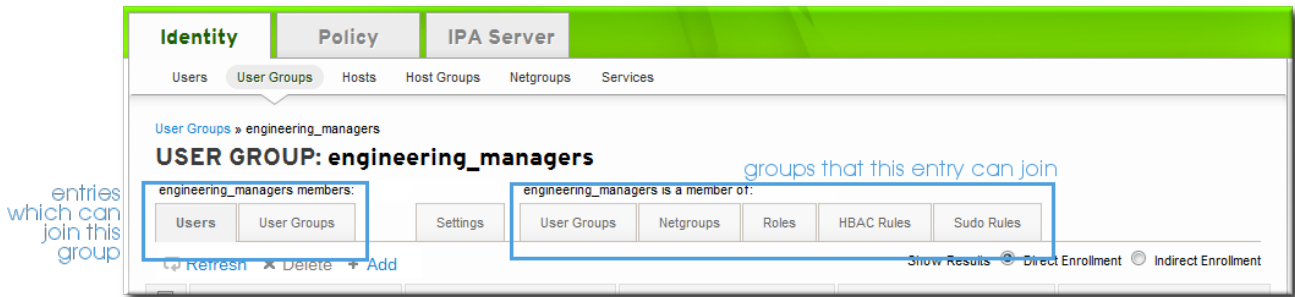 Identity Policy IPA Server
Users User Groups Hosts Host Groups Netgroups Services
User Groups » engineering_managers
USER GROUP: engineering_managers
groups that this entry can join
engineering_managers members: engineering_managers is a member of:
entries
which can
join this
group
Users User Groups Settings User Groups Netgroups Roles HBAC Rules Sudo Rules
Refresh Delete + Add Show Results Direct Enrollment Indirect Enrollment